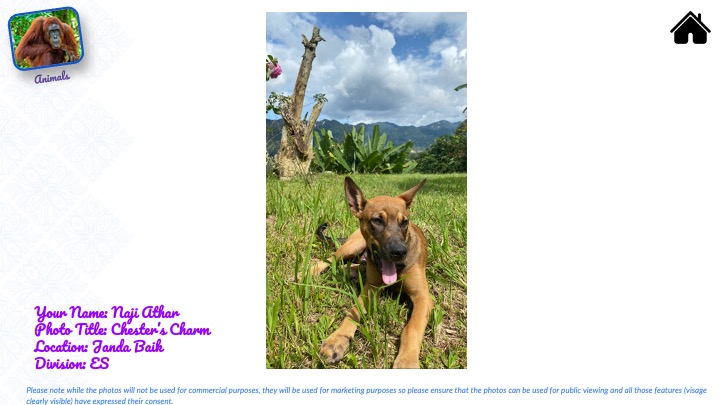 Animals
Your Name: Naji Athar
Photo Title: Chester's Charm
Location: Janda Baik
Division: ES
Please note while the photos will not be used for commercial purposes, they will be used for marketing purposes so please ensure that the photos can be used for public viewing and all those features (visage
clearly visible) have expressed their consent.